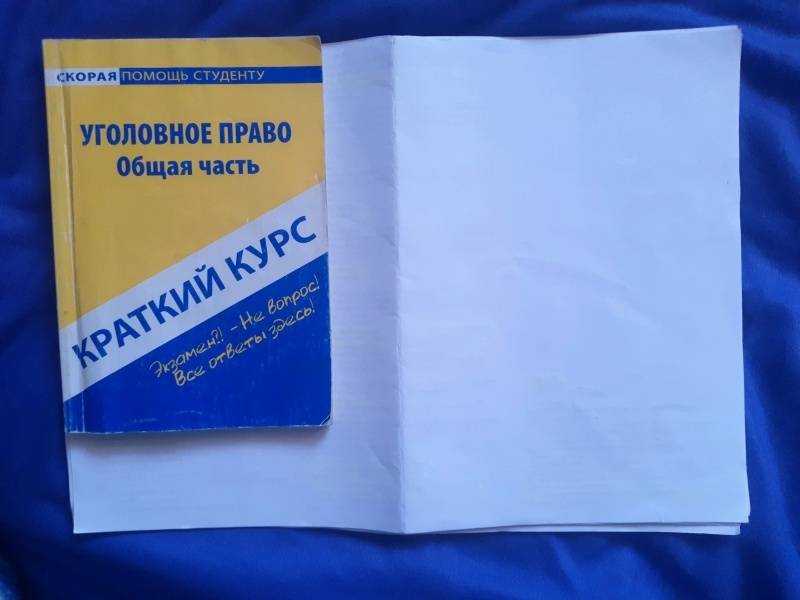 СКОРАЯ ПОМОЩЬ СТУДЕНТУ
УГОЛОВНОЕ ПРАВО
Общая часть
КРАТКИЙ КУРС
Экзамен?! - Не вопрос!
Все ответы здесь!